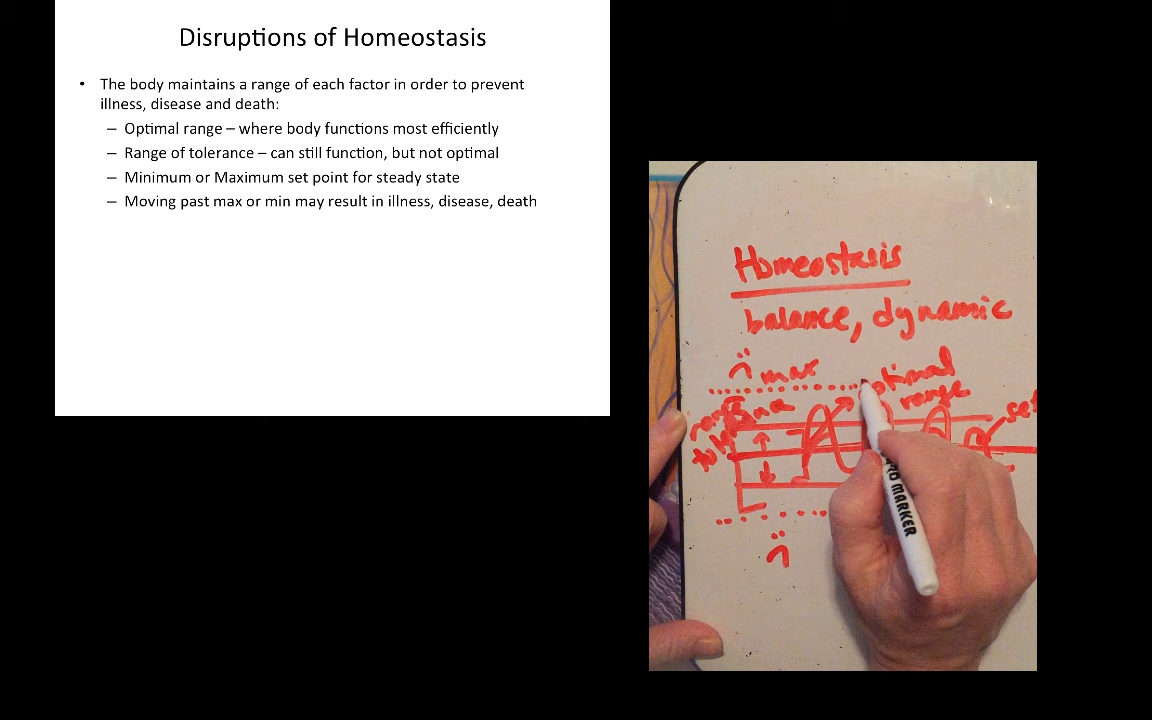 Disruptions of Homeostasis
• The body maintains a range of each factor in order to prevent
illness, disease and death:
– Optimal range – where body functions most efficiently
– Range of tolerance – can still function, but not optimal
– Minimum or Maximum set point for steady state
– Moving past max or min may result in illness, disease, death
Homeostasis
balance, dynamic
max
range
set
MARKER